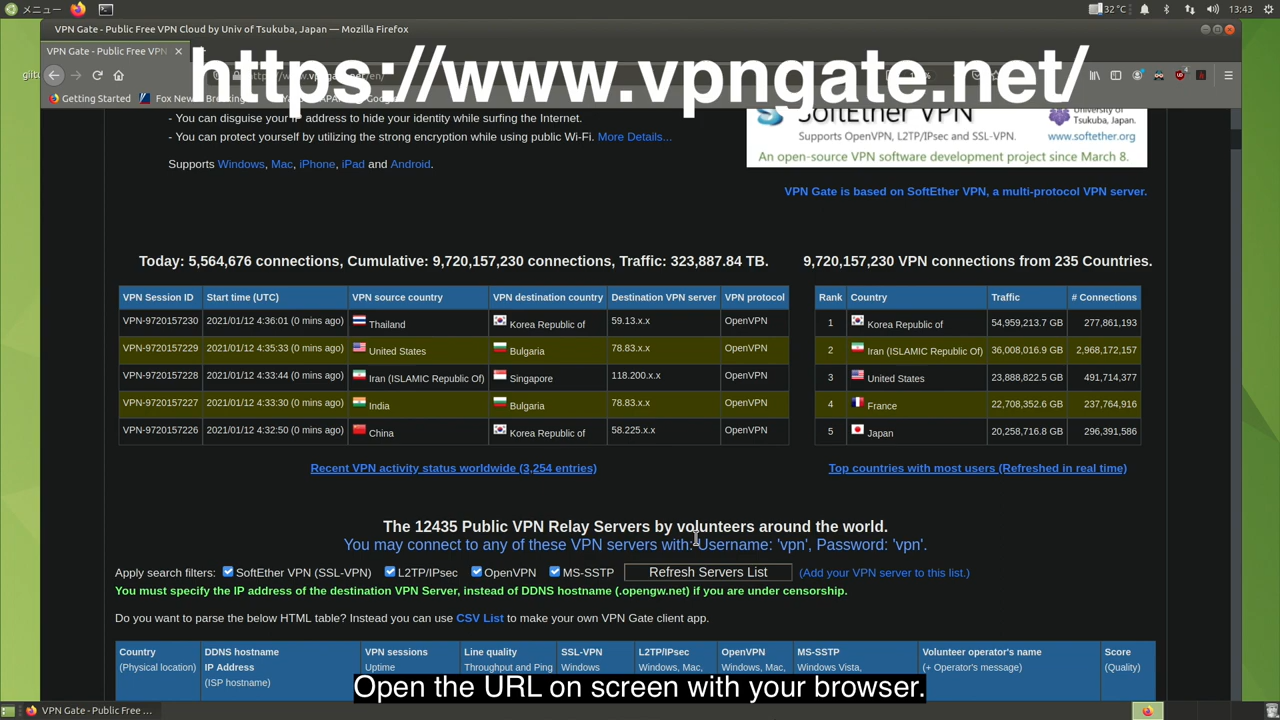 メニュー
32 °C
13:43
VPN Gate - Public Free VPN Cloud by Univ of Tsukuba, Japan — Mozilla Firefox
VPN Gate - Public Free VPN
https://www.vpngate.net/
Getting Started
Fox News
- You can disguise your IP address to hide your identity while surfing the Internet.
- You can protect yourself by utilizing the strong encryption while using public Wi-Fi. More Details...
Supports Windows, Mac, iPhone, iPad and Android.
SoftEther VPN
Supports OpenVPN, L2TP/IPsec and SSL-VPN.
An open-source VPN software development project since March 8.
University of
Tsukuba, Japan.
www.softether.org
VPN Gate is based on SoftEther VPN, a multi-protocol VPN server.
Today: 5,564,676 connections, Cumulative: 9,720,157,230 connections, Traffic: 323,887.84 TB.
VPN Session ID Start time (UTC) VPN source country VPN destination country Destination VPN server VPN protocol
VPN-9720157230 2021/01/12 4:36:01 (0 mins ago) Thailand Korea Republic of 59.13.x.x OpenVPN
VPN-9720157229 2021/01/12 4:35:33 (0 mins ago) United States Bulgaria 78.83.x.x OpenVPN
VPN-9720157228 2021/01/12 4:33:44 (0 mins ago) Iran (ISLAMIC Republic Of) Singapore 118.200.x.x OpenVPN
VPN-9720157227 2021/01/12 4:33:30 (0 mins ago) India Bulgaria 78.83.x.x OpenVPN
VPN-9720157226 2021/01/12 4:32:50 (0 mins ago) China Korea Republic of 58.225.x.x OpenVPN
Recent VPN activity status worldwide (3,254 entries)
9,720,157,230 VPN connections from 235 Countries.
Rank Country Traffic # Connections
1 Korea Republic of 54,959,213.7 GB 277,861,193
2 Iran (ISLAMIC Republic Of) 36,008,016.9 GB 2,968,172,157
3 United States 23,888,822.5 GB 491,714,377
4 France 22,708,352.6 GB 237,764,916
5 Japan 20,258,716.8 GB 296,391,586
Top countries with most users (Refreshed in real time)
The 12435 Public VPN Relay Servers by volunteers around the world.
You may connect to any of these VPN servers with: Username: 'vpn', Password: 'vpn'.
Apply search filters: SoftEther VPN (SSL-VPN) L2TP/IPsec OpenVPN MS-SSTP Refresh Servers List (Add your VPN server to this list.)
You must specify the IP address of the destination VPN Server, instead of DDNS hostname (.opengw.net) if you are under censorship.
Do you want to parse the below HTML table? Instead you can use CSV List to make your own VPN Gate client app.
Country DDNS hostname VPN sessions Line quality SSL-VPN L2TP/IPsec OpenVPN MS-SSTP Volunteer operator's name Score
(Physical location) IP Address Uptime Throughput and Ping Windows Windows, Mac, Windows, Mac, Windows Vista, (+ Operator's message) (Quality)
(ISP hostname)
Open the URL on screen with your browser.
VPN Gate - Public Free ...